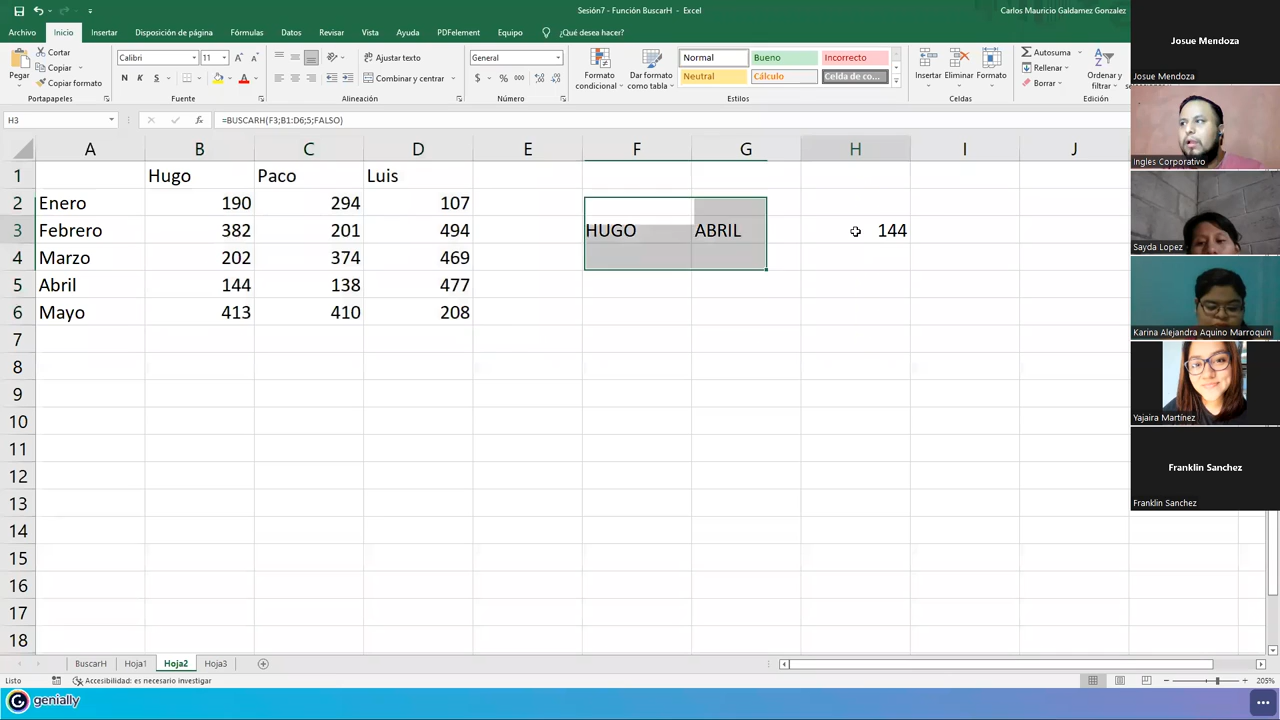 Sesión7 - Función BuscarH - Excel
Carlos Mauricio Galdamez Gonzalez
Archivo Inicio Insertar Disposición de página Fórmulas Datos Revisar Vista Ayuda PDFelement Equipo ¿Qué desea hacer?
Pegar
Cortar
Copiar
Copiar formato
Portapapeles
Calibri 11
N K S
Fuente
Ajustar texto
Combinar y centrar
Alineación
General
$ %
Número
Formato condicional
Dar formato como tabla
Normal Bueno Incorrecto
Neutral Cálculo Celda de co...
Estilos
Insertar Eliminar Formato
Celdas
Autosuma
Rellenar
Borrar
Ordenar y filtrar
Edición
H3 =BUSCARH(F3;B1:D6;5;FALSO)
A B C D E F G H I J
1 Hugo Paco Luis
2 Enero 190 294 107
3 Febrero 382 201 494 HUGO ABRIL 144
4 Marzo 202 374 469
5 Abril 144 138 477
6 Mayo 413 410 208
7
8
9
10
11
12
13
14
15
16
17
18
BuscarH Hoja1 Hoja2 Hoja3
Listo Accesibilidad: es necesario investigar 205%
genially
Josue Mendoza
Josue Mendoza
Ingles Corporativo
Sayda Lopez
Karina Alejandra Aquino Marroquín
Yajaira Martínez
Franklin Sanchez
Franklin Sanchez